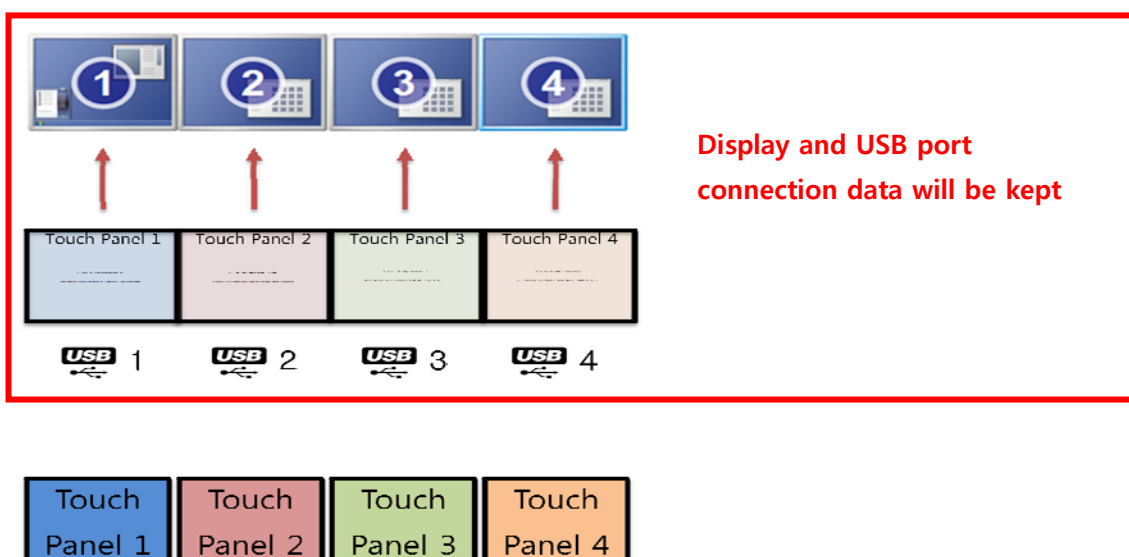 1 2 3 4
Display and USB port
connection data will be kept
Touch Panel 1 Touch Panel 2 Touch Panel 3 Touch Panel 4
USB 1 USB 2 USB 3 USB 4
Touch Touch Touch Touch
Panel 1 Panel 2 Panel 3 Panel 4